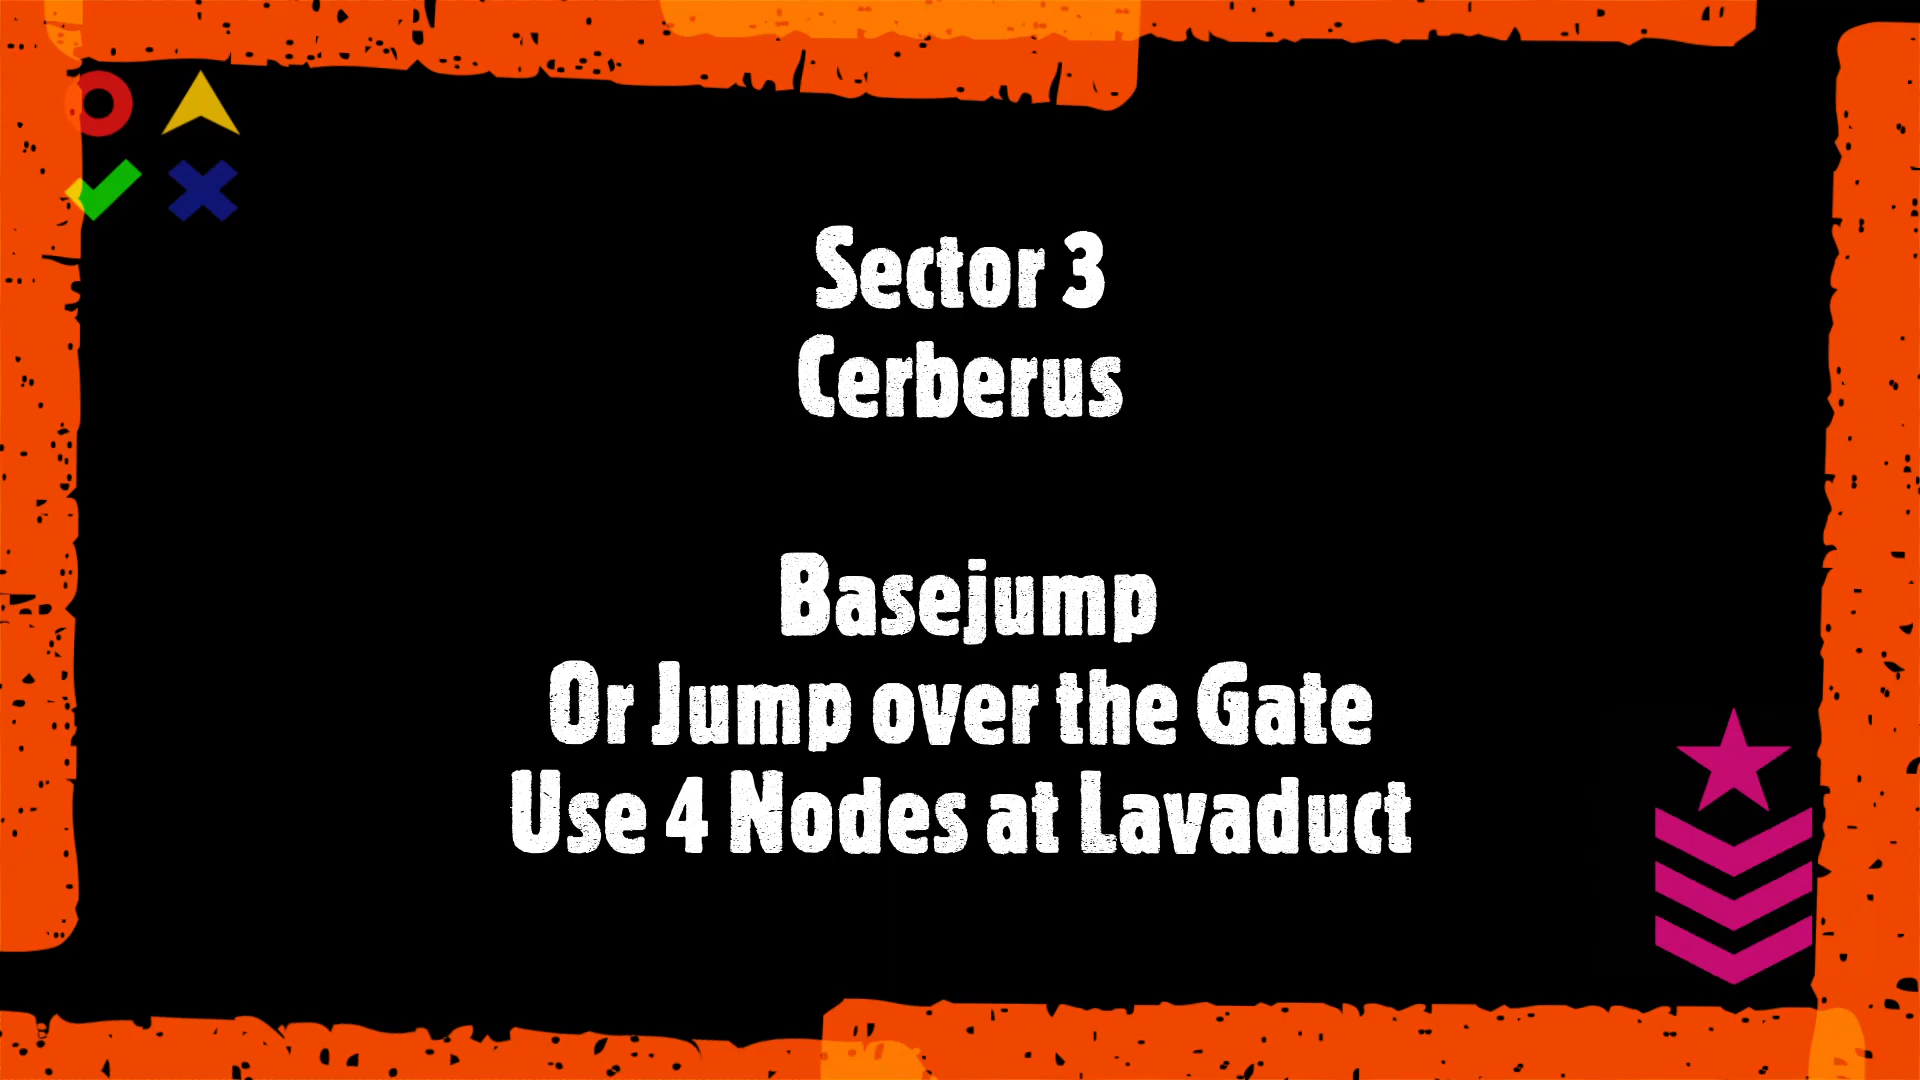 Sector 3
Cerberus
Basejump
Or Jump over the Gate
Use 4 Nodes at Lavaduct